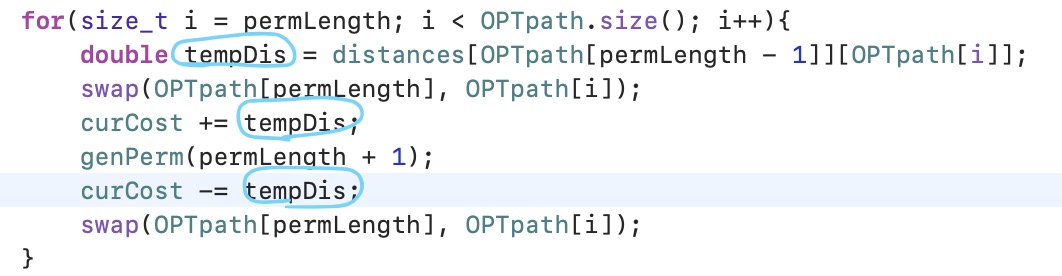 for(size_t i = permLength; i < OPTpath.size(); i++){
double tempDis = distances[OPTpath[permLength - 1]][OPTpath[i]];
swap(OPTpath[permLength], OPTpath[i]);
curCost += tempDis;
genPerm(permLength + 1);
curCost -= tempDis;
swap(OPTpath[permLength], OPTpath[i]);
}